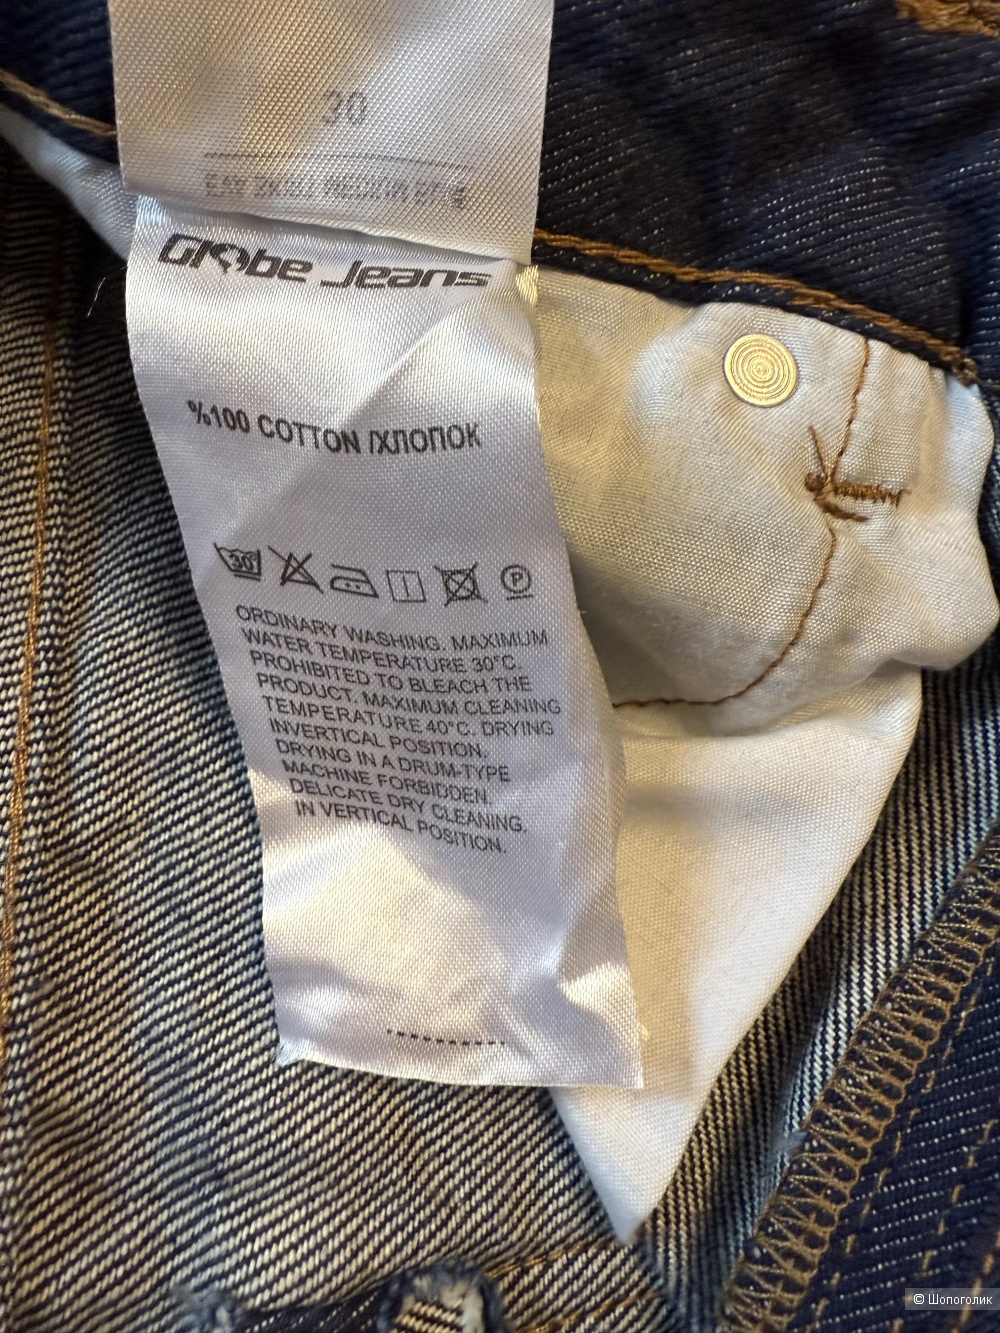 30
Globe Jeans
%100 COTTON /ХЛОПОК
30°
P
ORDINARY WASHING. MAXIMUM
WATER TEMPERATURE 30°C.
PROHIBITED TO BLEACH THE
PRODUCT. MAXIMUM CLEANING
TEMPERATURE 40°C. DRYING
INVERTICAL POSITION.
DRYING IN A DRUM-TYPE
MACHINE FORBIDDEN.
DELICATE DRY CLEANING.
IN VERTICAL POSITION.
© Шопоголик